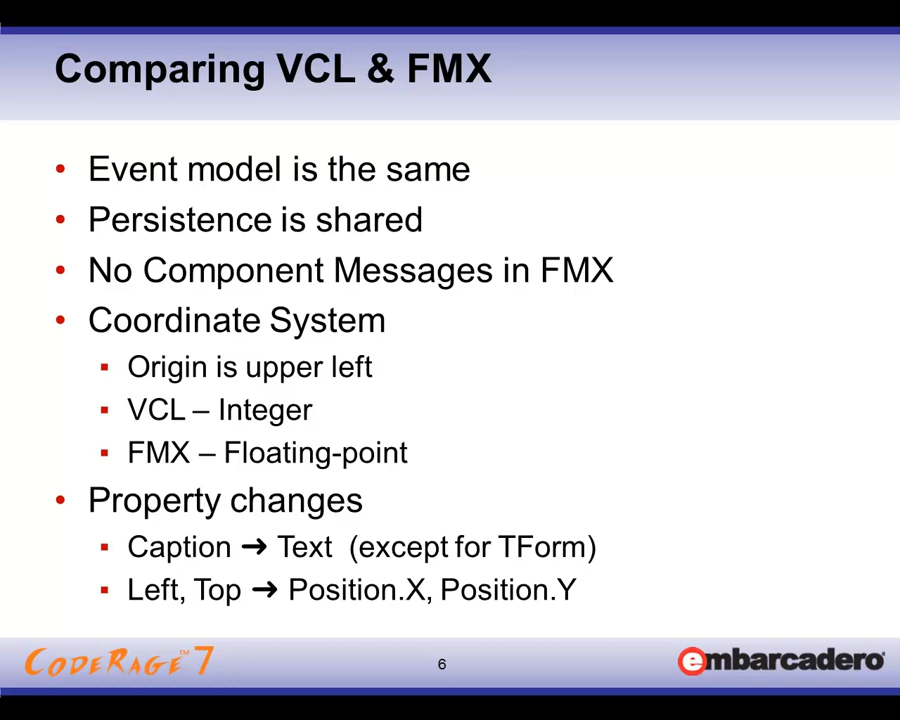 Comparing VCL & FMX
• Event model is the same
• Persistence is shared
• No Component Messages in FMX
• Coordinate System
▪ Origin is upper left
▪ VCL – Integer
▪ FMX – Floating-point
• Property changes
▪ Caption ➔ Text (except for TForm)
▪ Left, Top ➔ Position.X, Position.Y
CODERAGE™ 7
6
embarcadero®